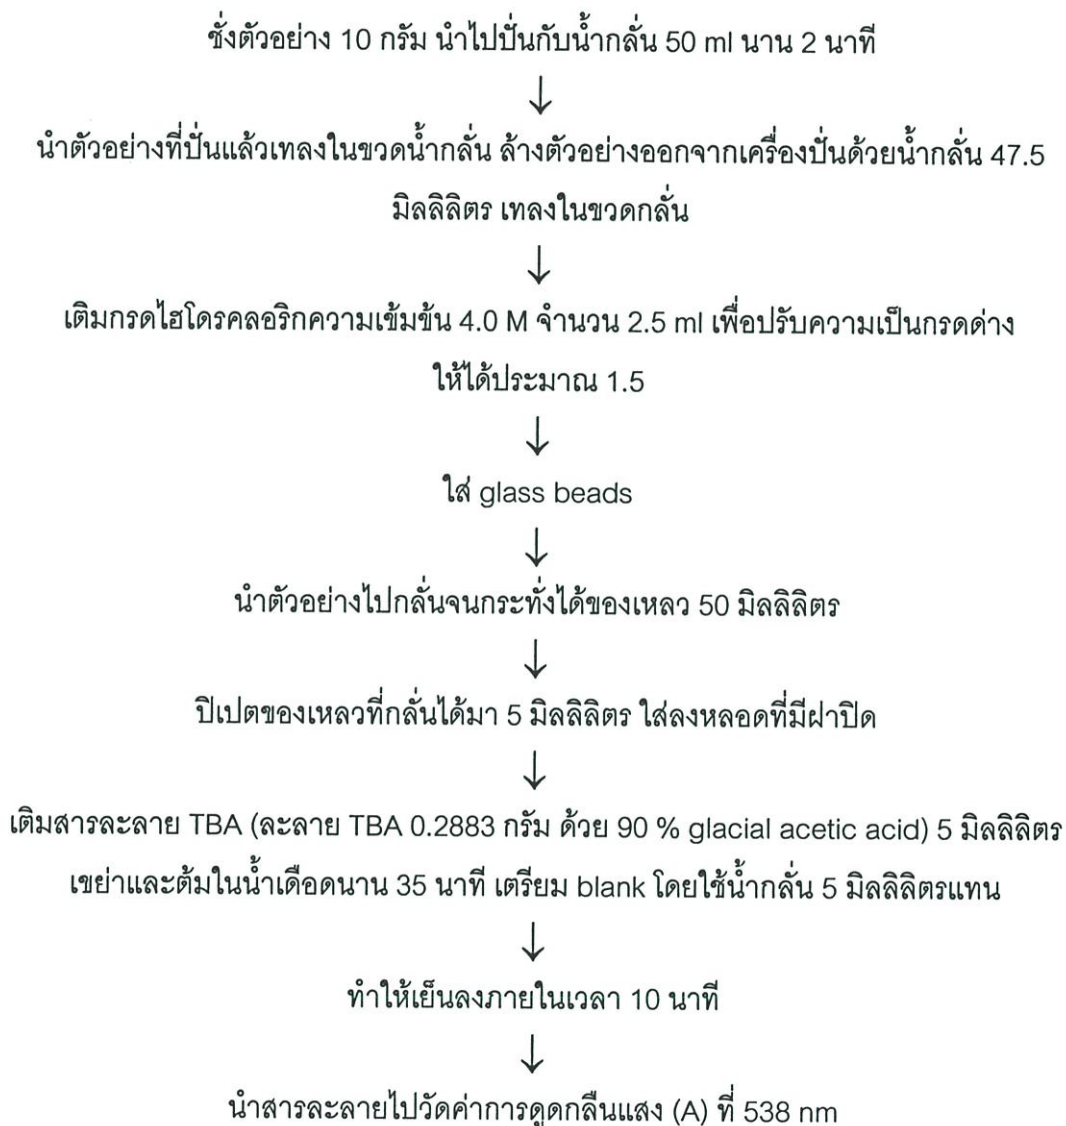 ชั่งตัวอย่าง 10 กรัม นำไปปั่นกับน้ำกลั่น 50 ml นาน 2 นาที
↓
นำตัวอย่างที่ปั่นแล้วเทลงในขวดน้ำกลั่น ล้างตัวอย่างออกจากเครื่องปั่นด้วยน้ำกลั่น 47.5
มิลลิลิตร เทลงในขวดกลั่น
↓
เติมกรดไฮโดรคลอริกความเข้มข้น 4.0 M จำนวน 2.5 ml เพื่อปรับความเป็นกรดด่าง
ให้ได้ประมาณ 1.5
↓
ใส่ glass beads
↓
นำตัวอย่างไปกลั่นจนกระทั่งได้ของเหลว 50 มิลลิลิตร
↓
ปิเปตของเหลวที่กลั่นได้มา 5 มิลลิลิตร ใส่ลงหลอดที่มีฝาปิด
↓
เติมสารละลาย TBA (ละลาย TBA 0.2883 กรัม ด้วย 90 % glacial acetic acid) 5 มิลลิลิตร
เขย่าและต้มในน้ำเดือดนาน 35 นาที เตรียม blank โดยใช้น้ำกลั่น 5 มิลลิลิตรแทน
↓
ทำให้เย็นลงภายในเวลา 10 นาที
↓
นำสารละลายไปวัดค่าการดูดกลืนแสง (A) ที่ 538 nm